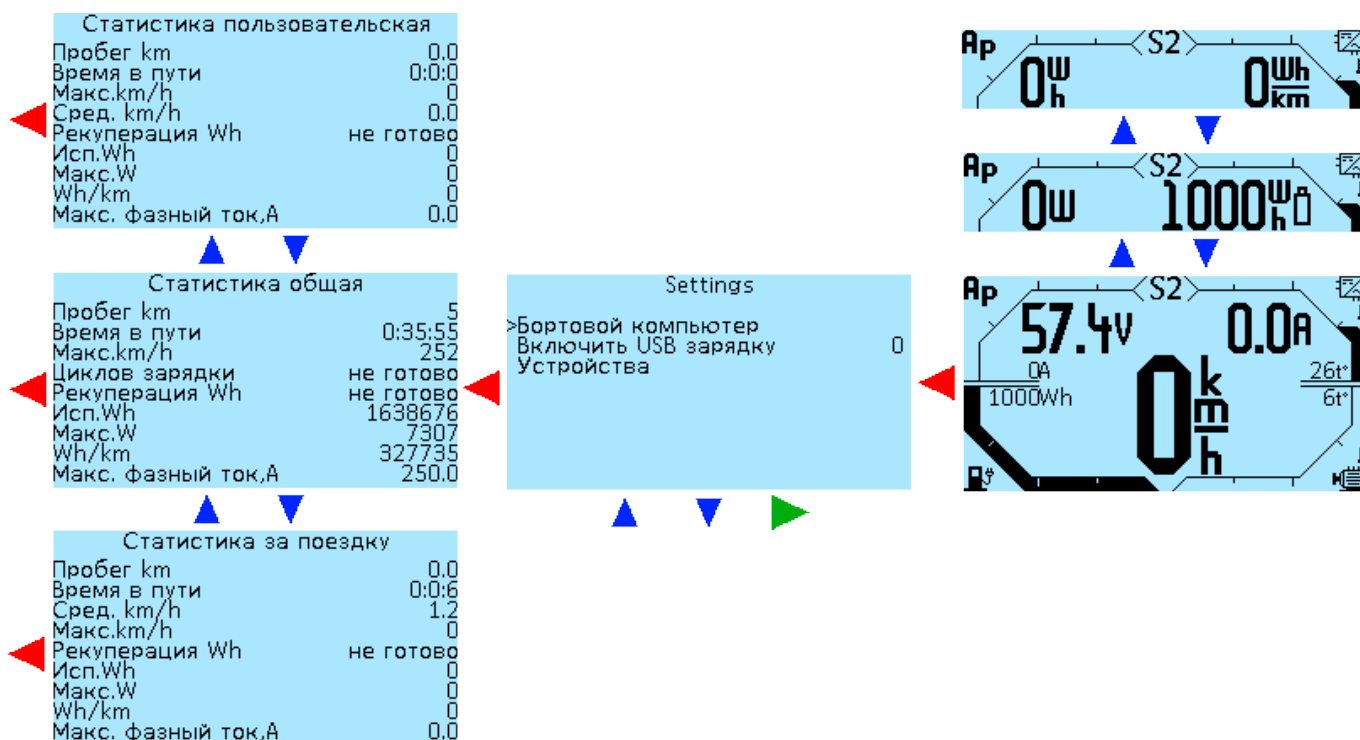 Статистика пользовательская
Пробег km 0.0
Время в пути 0:0:0
Макс.km/h 0
Сред. km/h 0.0
Рекуперация Wh не готово
Исп.Wh 0
Макс.W 0
Wh/km 0
Макс. фазный ток,А 0.0
Статистика общая
Пробег km 5
Время в пути 0:35:55
Макс.km/h 252
Циклов зарядки не готово
Рекуперация Wh не готово
Исп.Wh 1638676
Макс.W 7307
Wh/km 327735
Макс. фазный ток,А 250.0
Статистика за поездку
Пробег km 0.0
Время в пути 0:0:6
Сред. km/h 1.2
Макс.km/h 0
Рекуперация Wh не готово
Исп.Wh 0
Макс.W 0
Wh/km 0
Макс. фазный ток,А 0.0
Settings
>Бортовой компьютер
Включить USB зарядку 0
Устройства
Ap S2
0Wh 0Wh/km
Ap S2
0W 1000Wh
Ap S2
57.4V 0.0A
0A 26t°
1000Wh 6t°
0 km/h